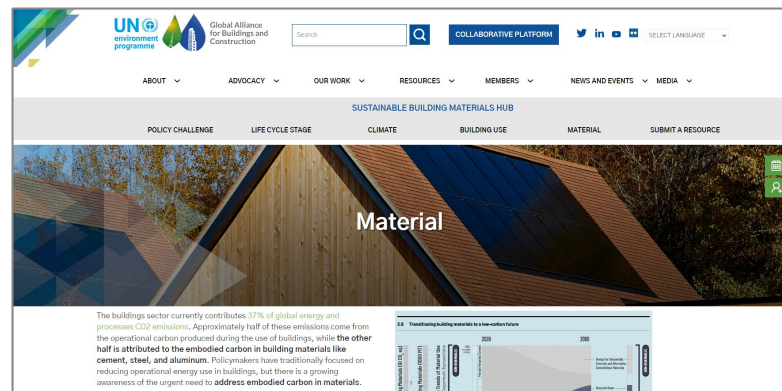 UN
environment
programme
Global Alliance
for Buildings and
Construction
Search
COLLABORATIVE PLATFORM
SELECT LANGUAGE
ABOUT
ADVOCACY
OUR WORK
RESOURCES
MEMBERS
NEWS AND EVENTS
MEDIA
SUSTAINABLE BUILDING MATERIALS HUB
POLICY CHALLENGE
LIFE CYCLE STAGE
CLIMATE
BUILDING USE
MATERIAL
SUBMIT A RESOURCE
Material
The buildings sector currently contributes 37% of global energy and
processes CO2 emissions. Approximately half of these emissions come from
the operational carbon produced during the use of buildings, while the other
half is attributed to the embodied carbon in building materials like
cement, steel, and aluminum. Policymakers have traditionally focused on
reducing operational energy use in buildings, but there is a growing
awareness of the urgent need to address embodied carbon in materials.
Transitioning building materials to a low-carbon future
2020
2060
Trends of Material Use